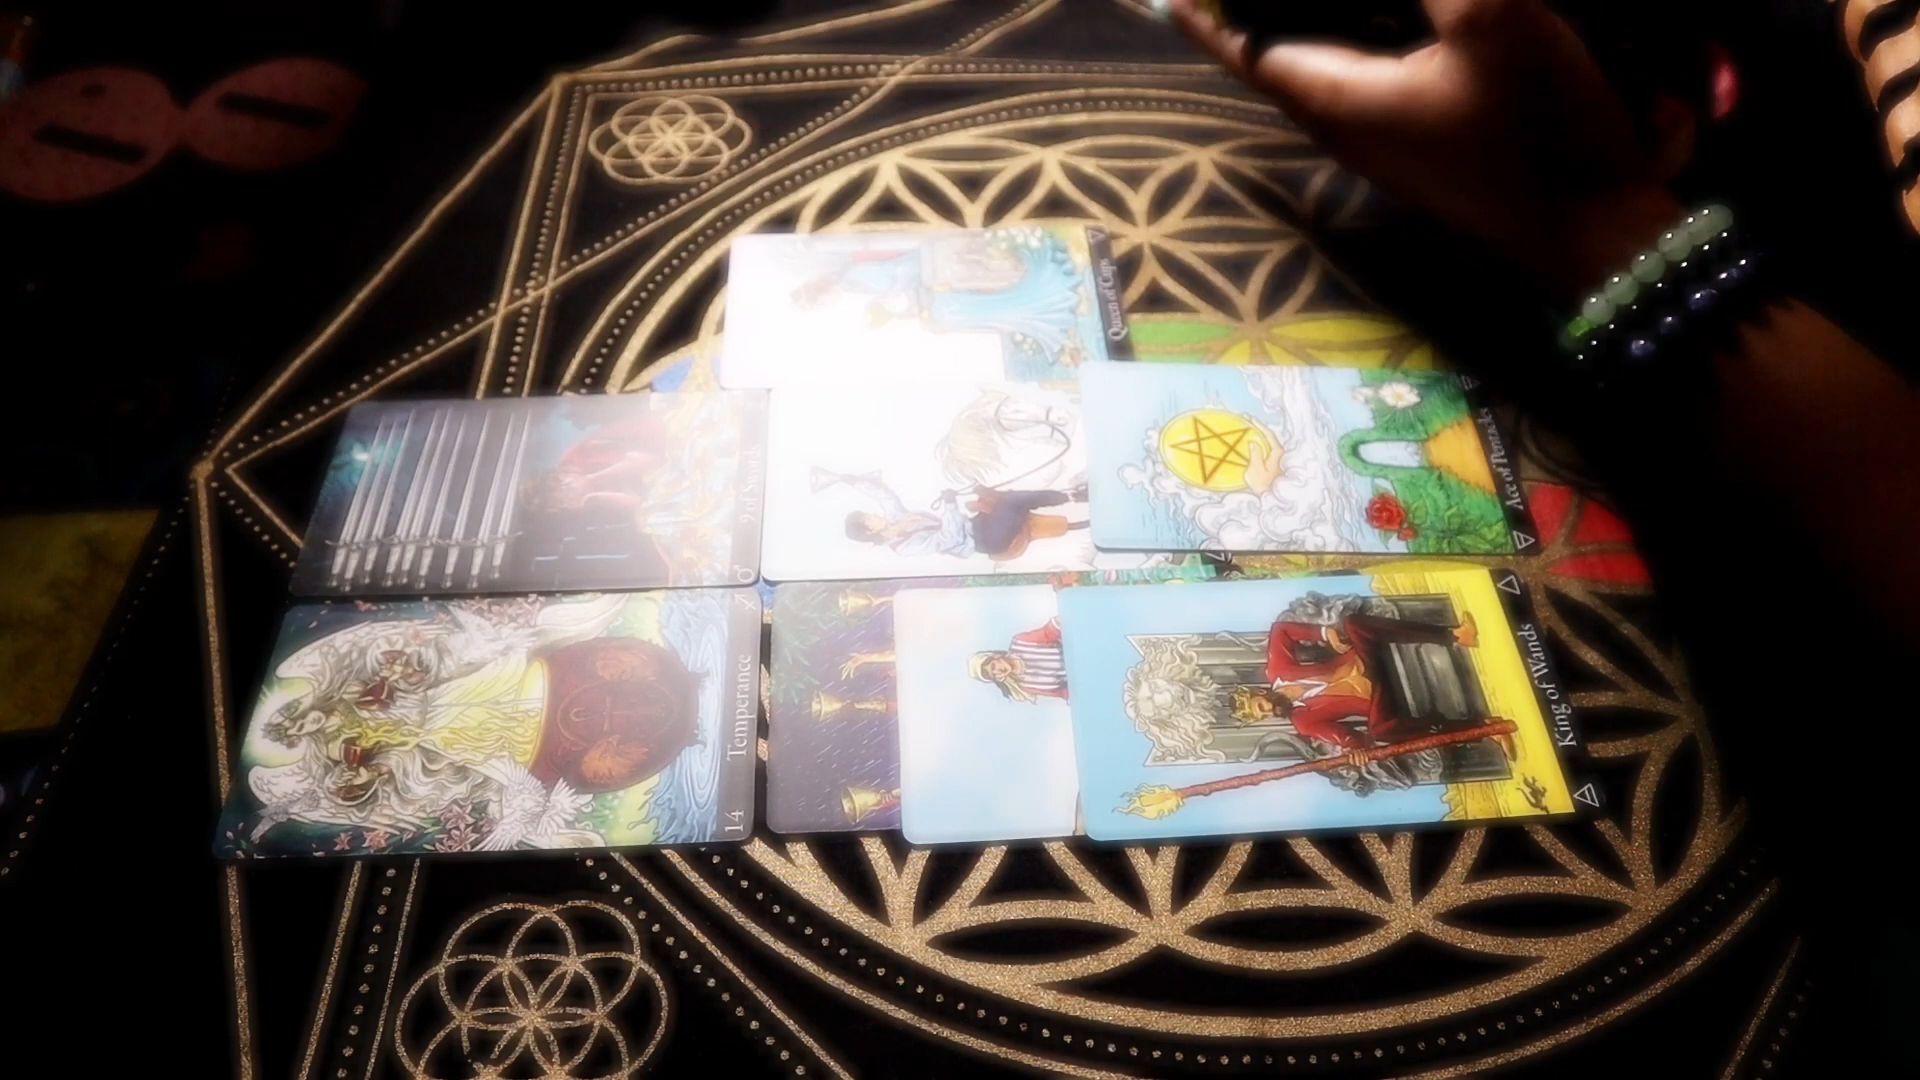 Queen of Cups
9 of Swords
Ace of Pentacles
14 Temperance
King of Wands